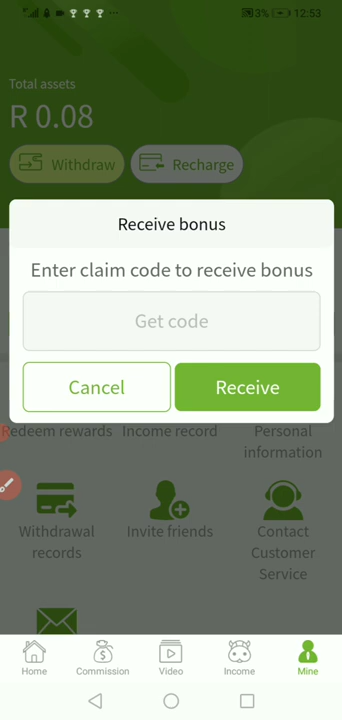 3% 12:53
Total assets
R 0.08
Withdraw
Recharge
Receive bonus
Enter claim code to receive bonus
Get code
Cancel
Receive
Redeem rewards
Income record
Personal
information
Withdrawal
records
Invite friends
Contact
Customer
Service
Home
Commission
Video
Income
Mine